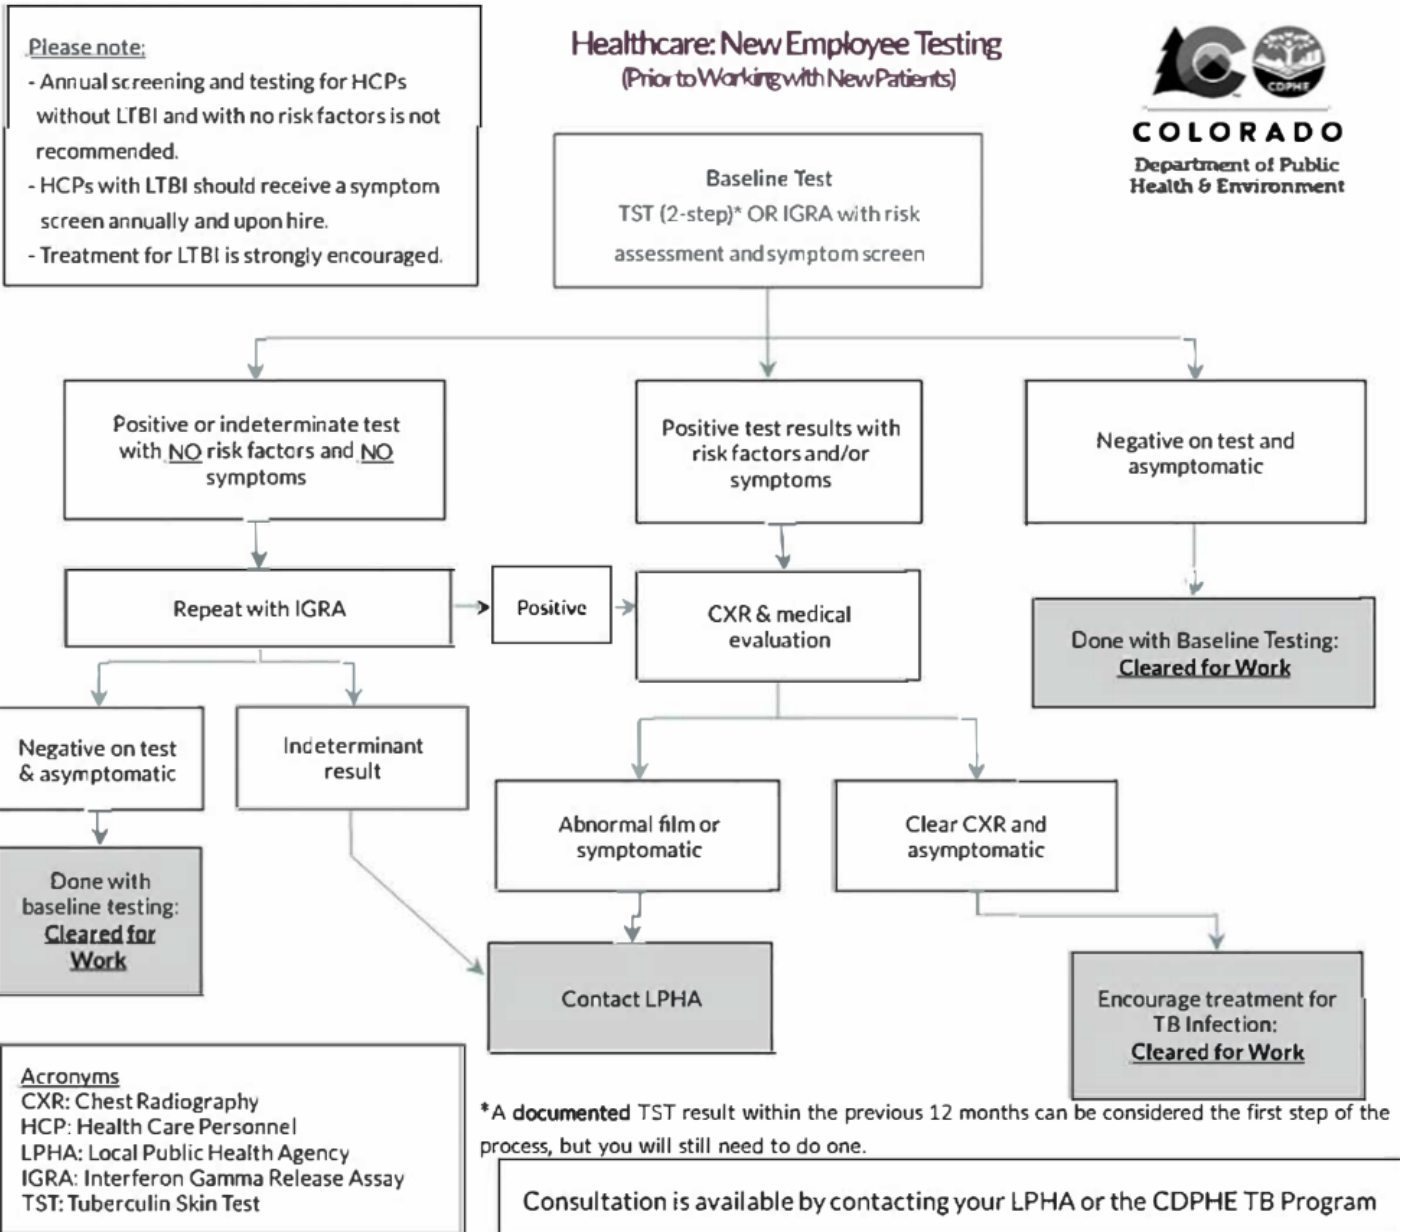 Please note:
- Annual screening and testing for HCPs
without LTBI and with no risk factors is not
recommended.
- HCPs with LTBI should receive a symptom
screen annually and upon hire.
- Treatment for LTBI is strongly encouraged.
Healthcare: New Employee Testing
(Prior to Working with New Patients)
CDPHE
COLORADO
Department of Public
Health & Environment
Baseline Test
TST (2-step)* OR IGRA with risk
assessment and symptom screen
Positive or indeterminate test
with NO risk factors and NO
symptoms
Positive test results with
risk factors and/or
symptoms
Negative on test and
asymptomatic
Repeat with IGRA
Positive
CXR & medical
evaluation
Done with Baseline Testing:
Cleared for Work
Negative on test
& asymptomatic
Indeterminant
result
Abnormal film or
symptomatic
Clear CXR and
asymptomatic
Done with
baseline testing:
Cleared for
Work
Contact LPHA
Encourage treatment for
TB Infection:
Cleared for Work
Acronyms
CXR: Chest Radiography
HCP: Health Care Personnel
LPHA: Local Public Health Agency
IGRA: Interferon Gamma Release Assay
TST: Tuberculin Skin Test
*A documented TST result within the previous 12 months can be considered the first step of the
process, but you will still need to do one.
Consultation is available by contacting your LPHA or the CDPHE TB Program